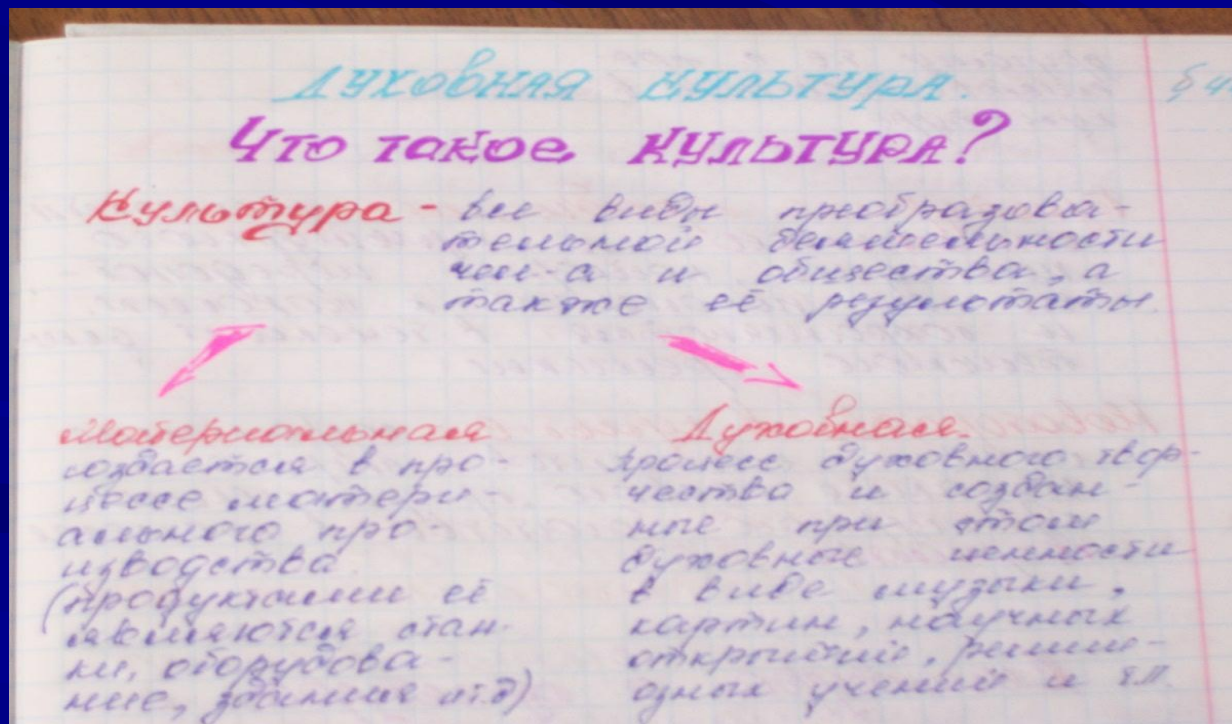 Духовная культура. § 4
Что такое культура?
Культура - все виды преобразова-
тельной деятельности
чел-а и общества, а
также её результаты.
Материальная
создается в про-
цессе матери-
ального про-
изводства
(продуктами её
являются стан-
ки, оборудова-
ние, здания и т.д)
Духовная
процесс духовного твор-
чества и создан-
ные при этом
духовные ценности
в виде музыки,
картин, научных
открытий, религи-
озных учений и т.п.